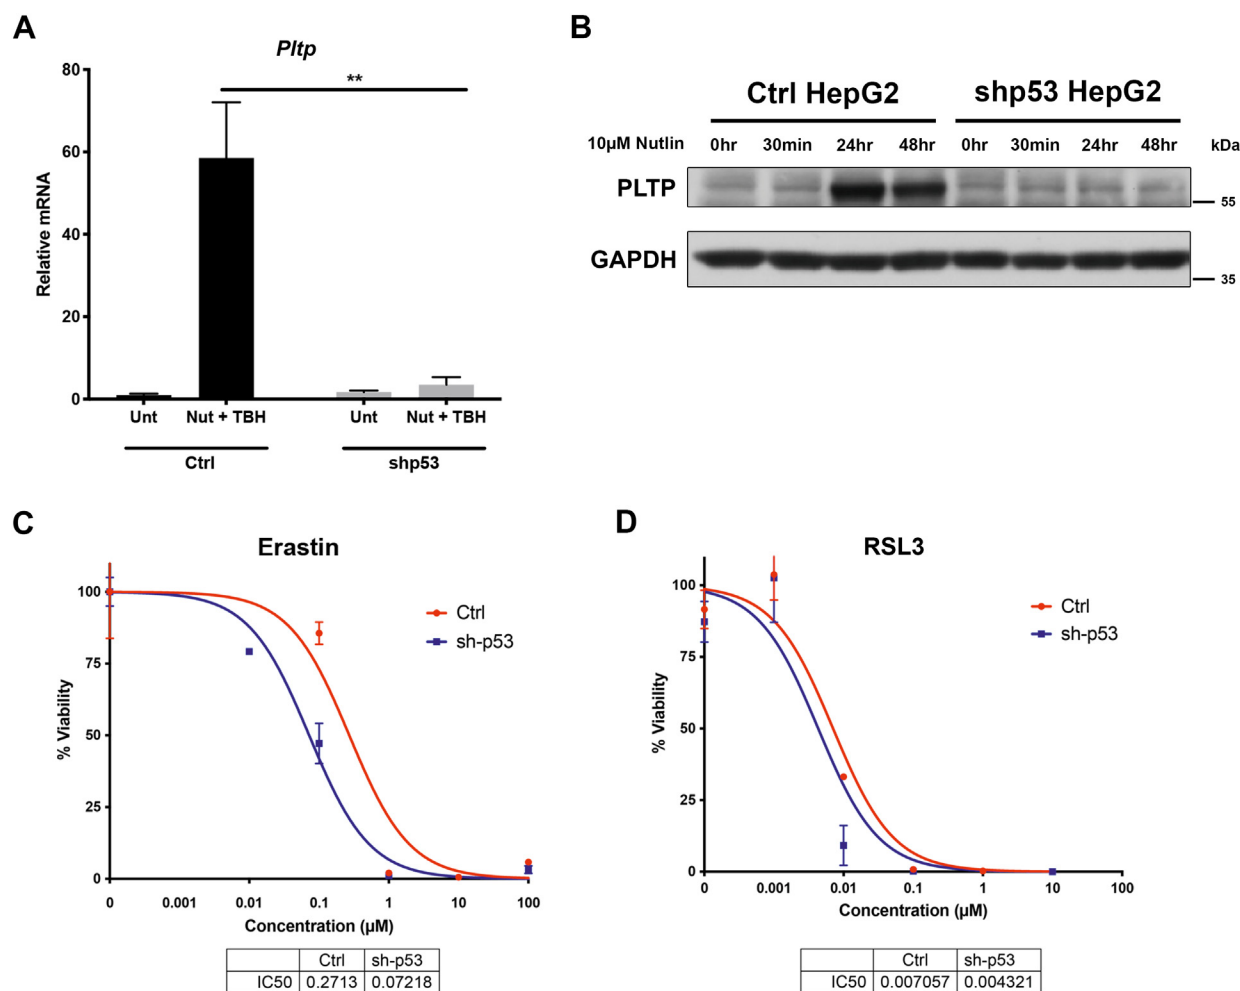 A
Pltp
**
80
60
40
20
0
Relative mRNA
Unt
Nut + TBH
Unt
Nut + TBH
Ctrl
shp53
B
Ctrl HepG2
shp53 HepG2
10µM Nutlin
0hr
30min
24hr
48hr
0hr
30min
24hr
48hr
kDa
PLTP
55
GAPDH
35
C
Erastin
Ctrl
sh-p53
100
75
50
25
0
% Viability
0
0.001
0.01
0.1
1
10
100
Concentration (µM)
Ctrl sh-p53
IC50 0.2713 0.07218
D
RSL3
Ctrl
sh-p53
100
75
50
25
0
% Viability
0
0.001
0.01
0.1
1
10
100
Concentration (µM)
Ctrl sh-p53
IC50 0.007057 0.004321